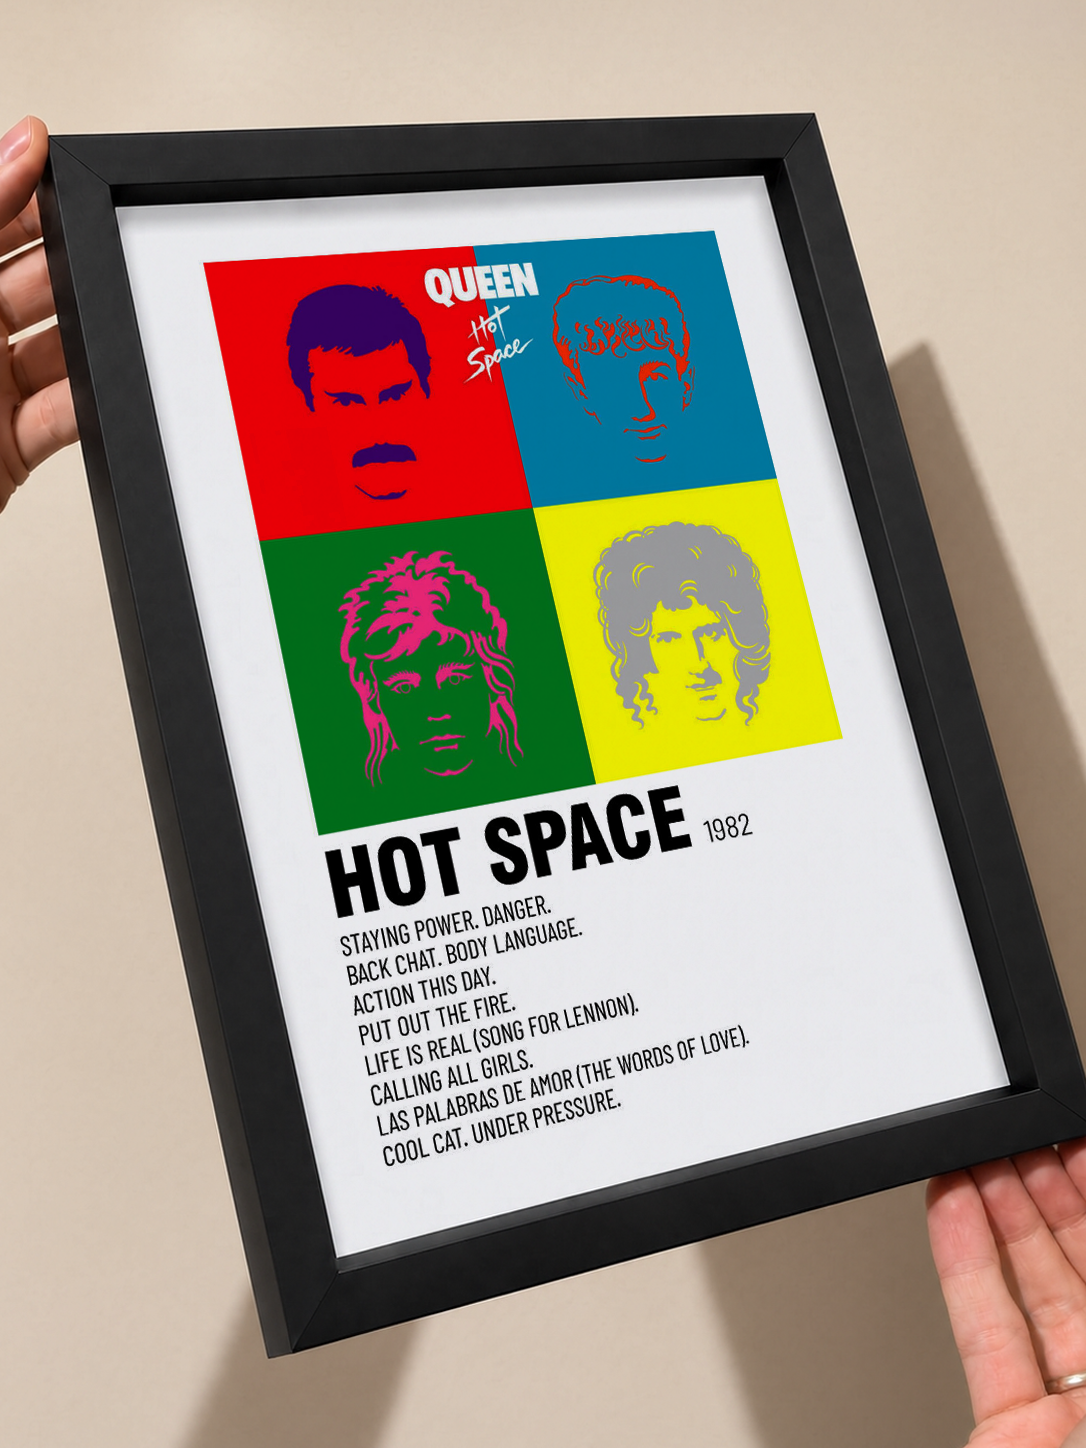 QUEEN
Hot
Space
HOT SPACE 1982
STAYING POWER. DANGER.
BACK CHAT. BODY LANGUAGE.
ACTION THIS DAY.
PUT OUT THE FIRE.
LIFE IS REAL (SONG FOR LENNON).
CALLING ALL GIRLS.
LAS PALABRAS DE AMOR (THE WORDS OF LOVE).
COOL CAT. UNDER PRESSURE.